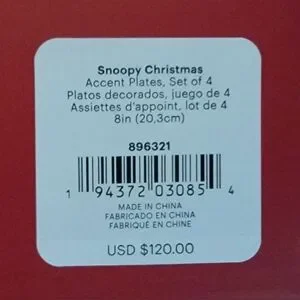 Snoopy Christmas
Accent Plates, Set of 4
Platos decorados, juego de 4
Assiettes d'appoint, lot de 4
8in (20,3cm)
896321
1 94372 03085 4
MADE IN CHINA
FABRICADO EN CHINA
FABRIQUÉ EN CHINE
USD $120.00